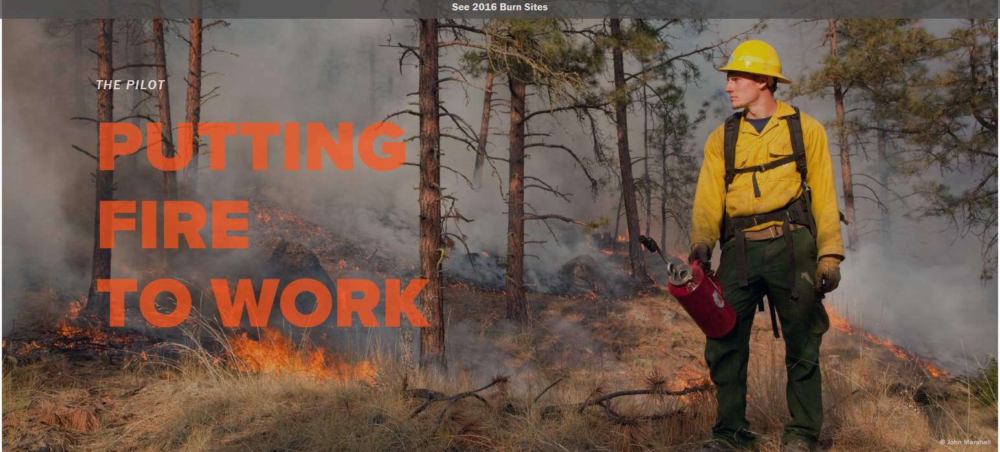 See 2016 Burn Sites
THE PILOT
PUTTING
FIRE
TO WORK
© John Marshall